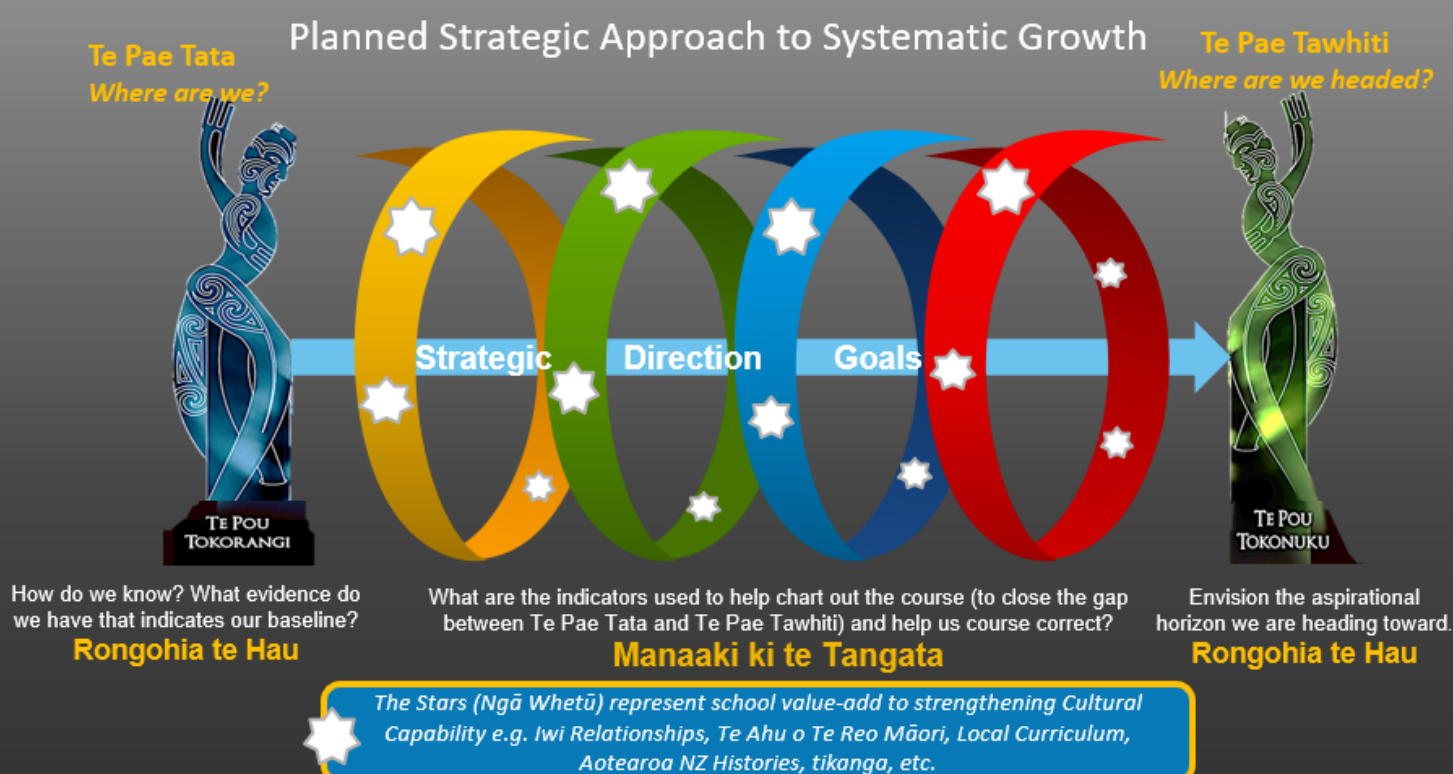 Planned Strategic Approach to Systematic Growth
Te Pae Tata
Where are we?
Te Pae Tawhiti
Where are we headed?
Strategic Direction Goals
TE POU
TOKORANGI
TE POU
TOKONUKU
How do we know? What evidence do
we have that indicates our baseline?
Rongohia te Hau
What are the indicators used to help chart out the course (to close the gap
between Te Pae Tata and Te Pae Tawhiti) and help us course correct?
Manaaki ki te Tangata
Envision the aspirational
horizon we are heading toward.
Rongohia te Hau
The Stars (Ngā Whetū) represent school value-add to strengthening Cultural
Capability e.g. Iwi Relationships, Te Ahu o Te Reo Māori, Local Curriculum,
Aotearoa NZ Histories, tikanga, etc.